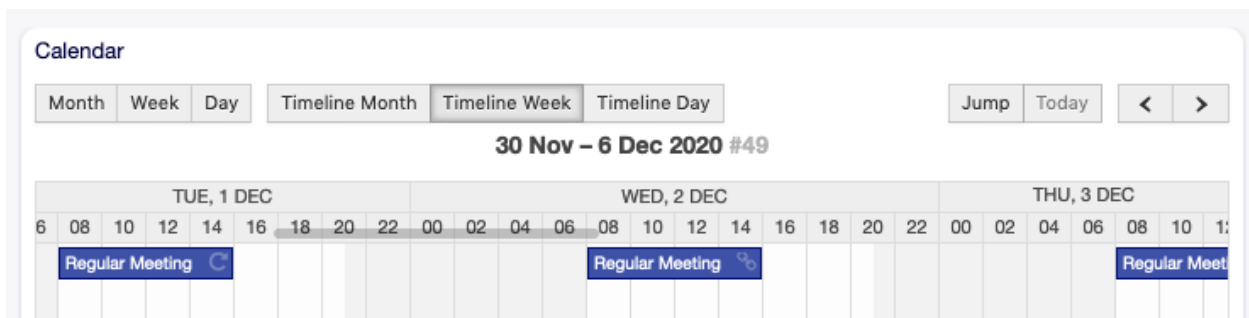 Calendar
Month Week Day Timeline Month Timeline Week Timeline Day Jump Today < >
30 Nov – 6 Dec 2020 #49
TUE, 1 DEC WED, 2 DEC THU, 3 DEC
6 08 10 12 14 16 18 20 22 00 02 04 06 08 10 12 14 16 18 20 22 00 02 04 06 08 10
Regular Meeting Regular Meeting Regular